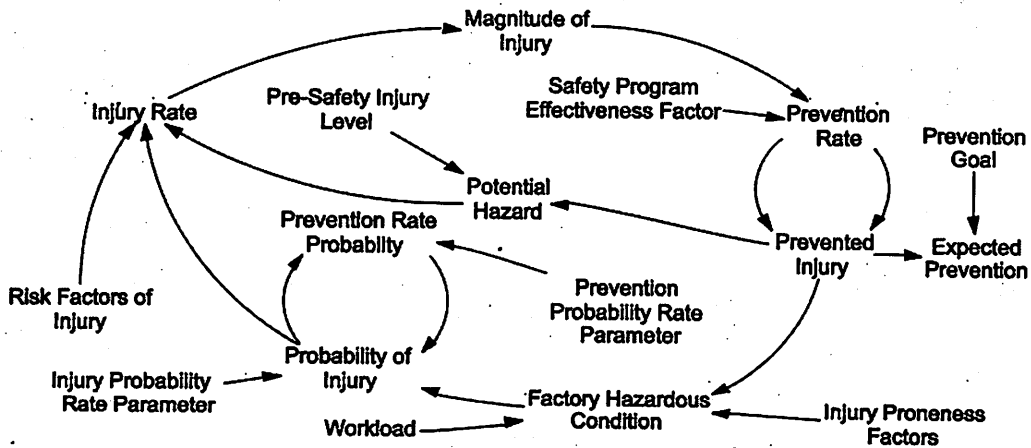 Magnitude of
Injury
Safety Program
Effectiveness Factor
Pre-Safety Injury
Level
Injury Rate
Prevention
Rate
Prevention
Goal
Potential
Hazard
Prevention Rate
Probablity
Prevented
Injury
Expected
Prevention
Risk Factors of
Injury
Prevention
Probability Rate
Parameter
Probability of
Injury
Injury Probability
Rate Parameter
Factory Hazardous
Condition
Workload
Injury Proneness
Factors